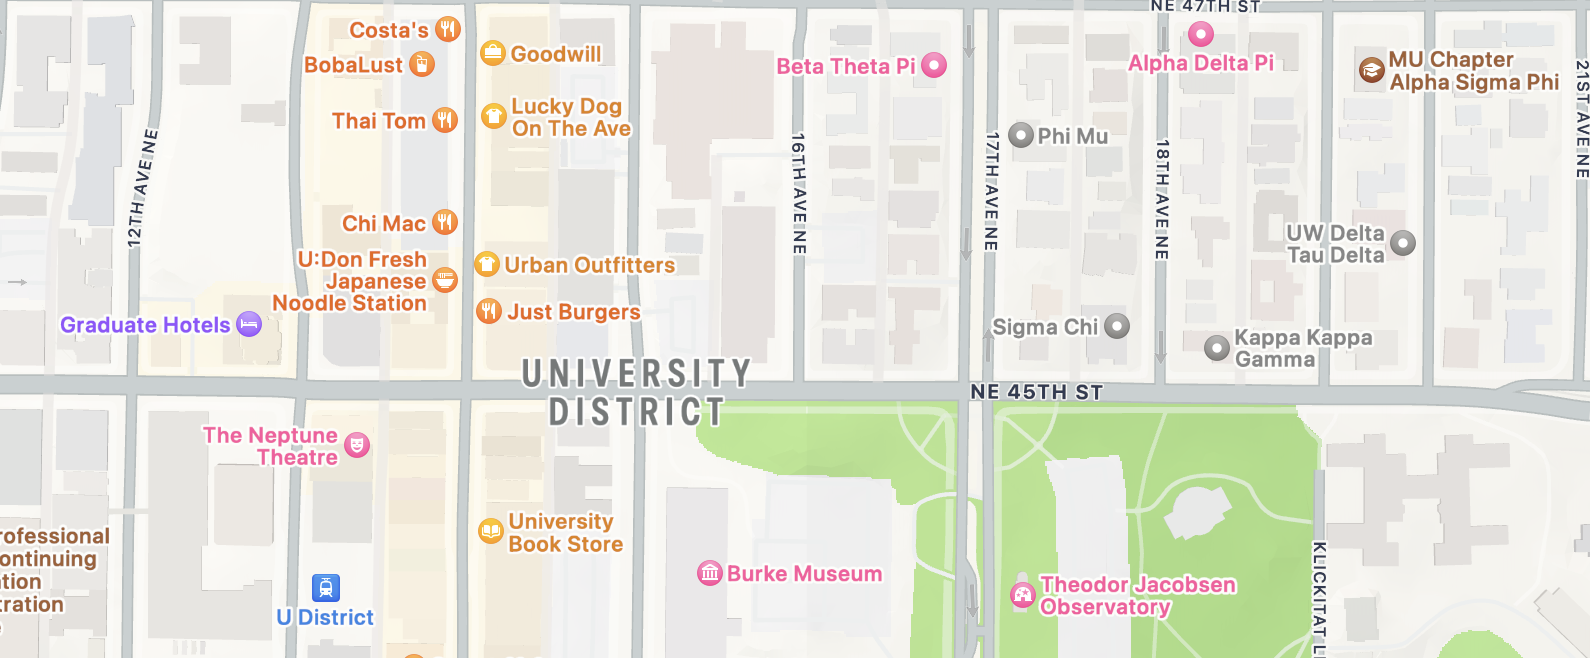 NE 47TH ST
Costa's
BobaLust
Goodwill
Beta Theta Pi
Alpha Delta Pi
MU Chapter
Alpha Sigma Phi
Thai Tom
Lucky Dog
On The Ave
Phi Mu
12TH AVE NE
16TH AVE NE
17TH AVE NE
18TH AVE NE
21ST AVE NE
Chi Mac
UW Delta
Tau Delta
U:Don Fresh
Japanese
Noodle Station
Urban Outfitters
Just Burgers
Graduate Hotels
Sigma Chi
Kappa Kappa
Gamma
UNIVERSITY
DISTRICT
NE 45TH ST
The Neptune
Theatre
University
Book Store
rofessional
ontinuing
tion
tration
Burke Museum
Theodor Jacobsen
Observatory
KLICKITAT L
U District